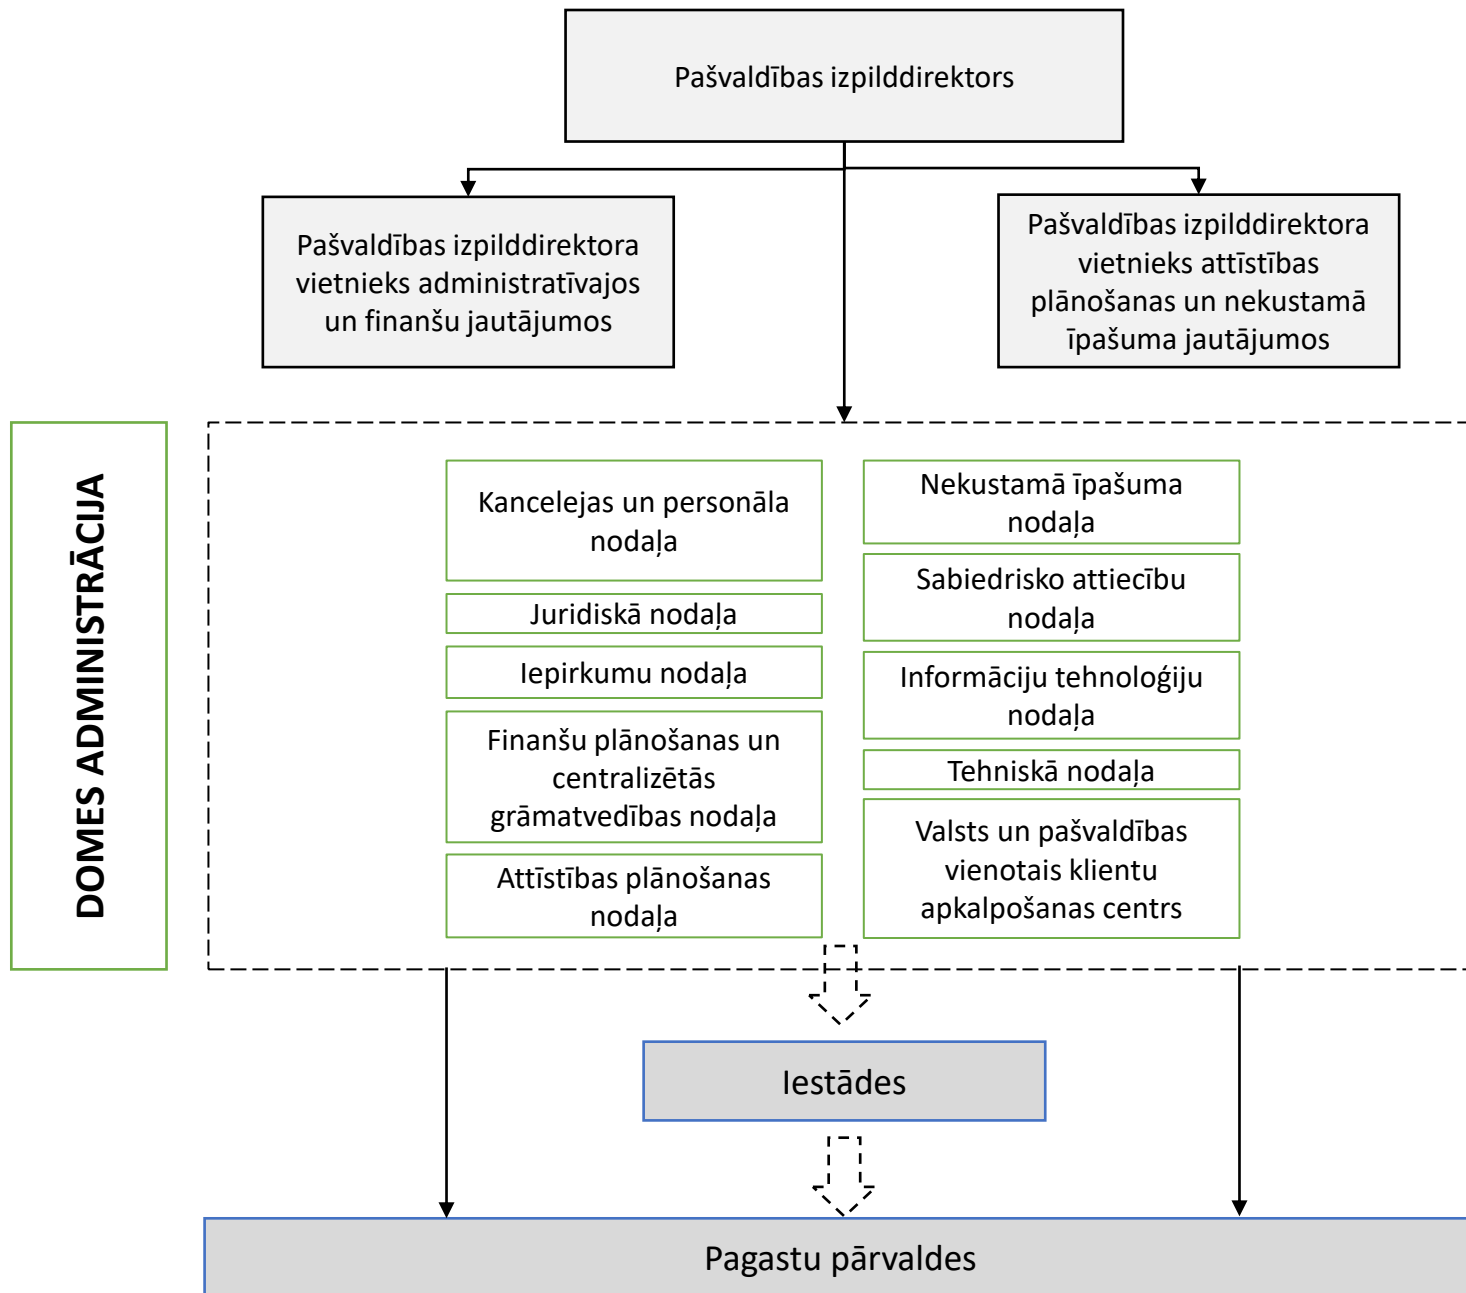 Pašvaldības izpilddirektors
Pašvaldības izpilddirektora
vietnieks administratīvajos
un finanšu jautājumos
Pašvaldības izpilddirektora
vietnieks attīstības
plānošanas un nekustamā
īpašuma jautājumos
DOMES ADMINISTRĀCIJA
Kancelejas un personāla
nodaļa
Juridiskā nodaļa
Iepirkumu nodaļa
Finanšu plānošanas un
centralizētās
grāmatvedības nodaļa
Attīstības plānošanas
nodaļa
Nekustamā īpašuma
nodaļa
Sabiedrisko attiecību
nodaļa
Informāciju tehnoloģiju
nodaļa
Tehniskā nodaļa
Valsts un pašvaldības
vienotais klientu
apkalpošanas centrs
Iestādes
Pagastu pārvaldes